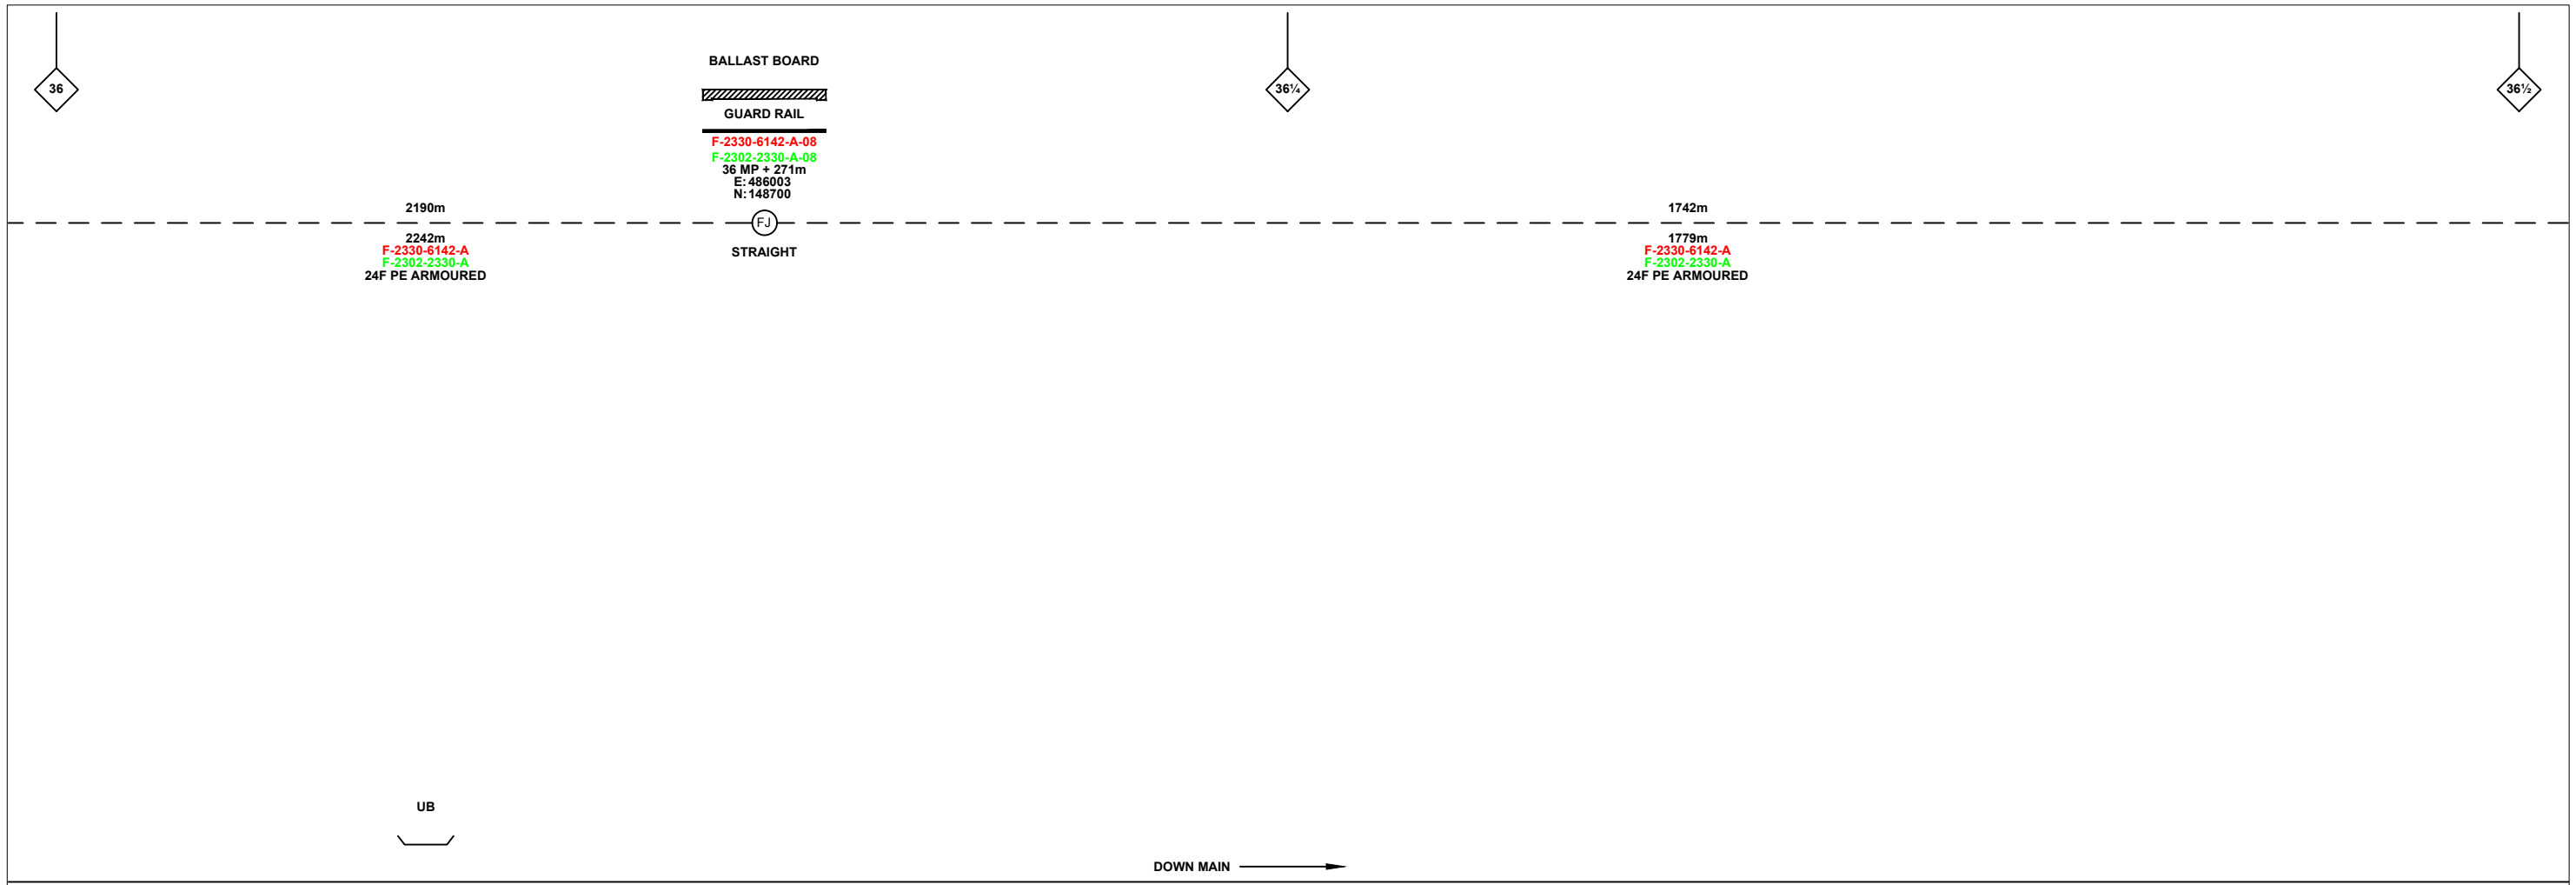 36
BALLAST BOARD
GUARD RAIL
F-2330-6142-A-08
F-2302-2330-A-08
36 MP + 271m
E: 486003
N: 148700
36¼
36½
2190m
2242m
F-2330-6142-A
F-2302-2330-A
24F PE ARMOURED
FJ
STRAIGHT
1742m
1779m
F-2330-6142-A
F-2302-2330-A
24F PE ARMOURED
UB
DOWN MAIN